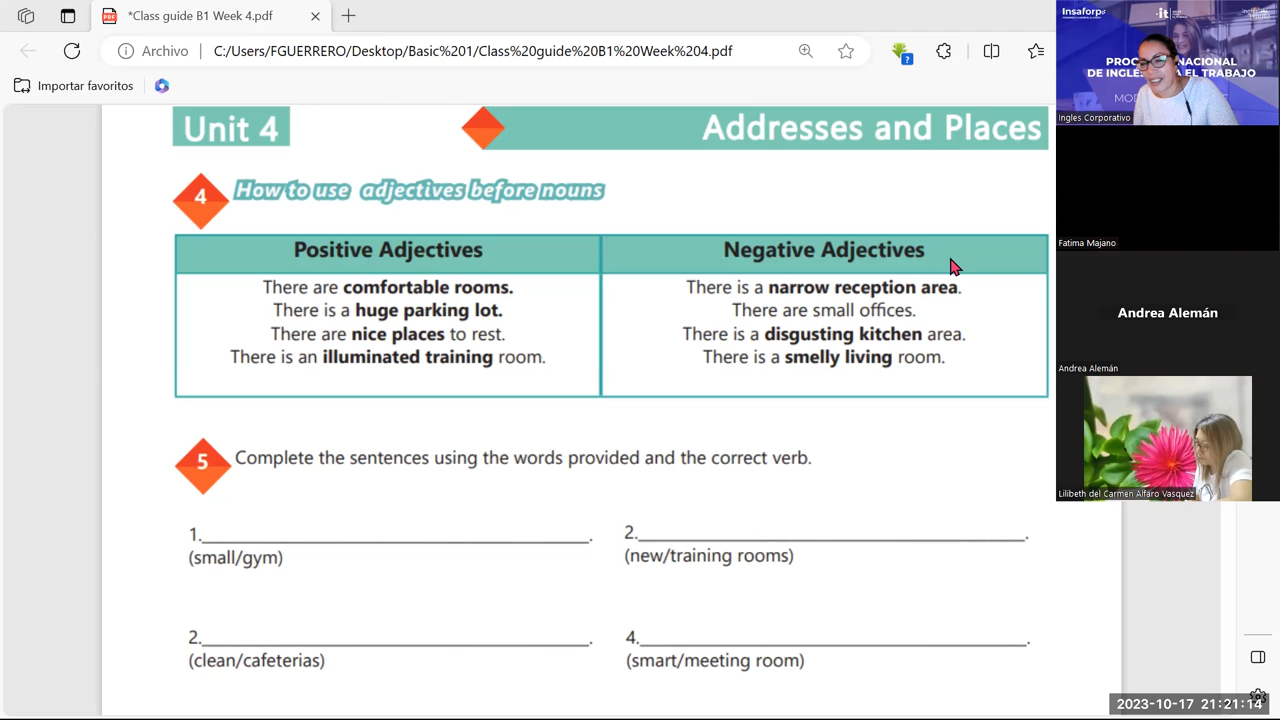 *Class guide B1 Week 4.pdf
Archivo C:/Users/FGUERRERO/Desktop/Basic%201/Class%20guide%20B1%20Week%204.pdf
Importar favoritos
Unit 4
Addresses and Places
4 How to use adjectives before nouns
Positive Adjectives
There are comfortable rooms.
There is a huge parking lot.
There are nice places to rest.
There is an illuminated training room.
Negative Adjectives
There is a narrow reception area.
There are small offices.
There is a disgusting kitchen area.
There is a smelly living room.
5 Complete the sentences using the words provided and the correct verb.
1.
(small/gym)
2.
(new/training rooms)
2.
(clean/cafeterias)
4.
(smart/meeting room)
Insaforp
Ingles Corporativo
Fatima Majano
Andrea Alemán
Andrea Alemán
Lilibeth del Carmen Alfaro Vasquez
2023-10-17 21:21:14